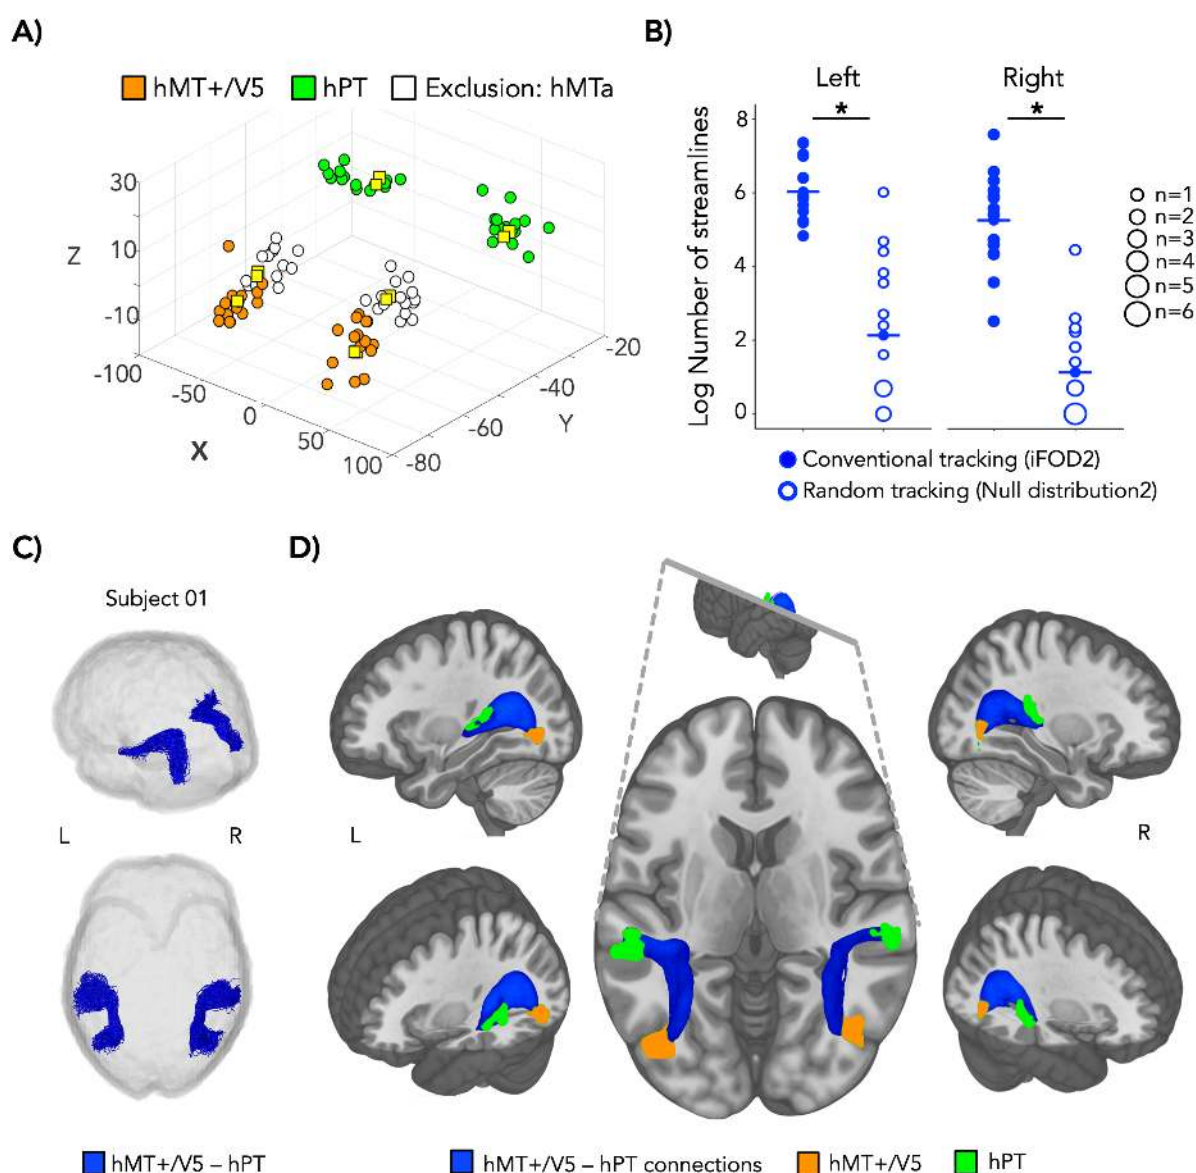 A)
hMT+/V5 hPT Exclusion: hMTa
30
10
-10
Z
-100
-50
0
50
100
X
-80
-60
-40
-20
Y
B)
Left Right
* *
Log Number of streamlines
8
6
4
2
0
n=1
n=2
n=3
n=4
n=5
n=6
Conventional tracking (iFOD2)
Random tracking (Null distribution2)
C)
Subject 01
L R
hMT+/V5 – hPT
D)
L R
hMT+/V5 – hPT connections hMT+/V5 hPT